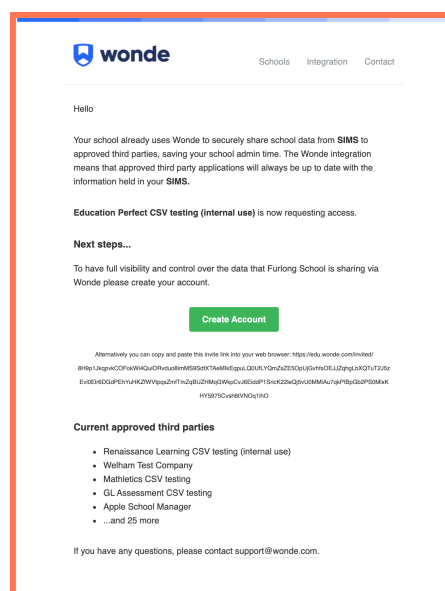 wonde
Schools Integration Contact
Hello
Your school already uses Wonde to securely share school data from SIMS to
approved third parties, saving your school admin time. The Wonde integration
means that approved third party applications will always be up to date with the
information held in your SIMS.
Education Perfect CSV testing (internal use) is now requesting access.
Next steps...
To have full visibility and control over the data that Furlong School is sharing via
Wonde please create your account.
Create Account
Alternatively you can copy and paste this invite link into your web browser: https://edu.wonde.com/invited/
Current approved third parties
• Renaissance Learning CSV testing (internal use)
• Welham Test Company
• Mathletics CSV testing
• GL Assessment CSV testing
• Apple School Manager
• ...and 25 more
If you have any questions, please contact support@wonde.com.